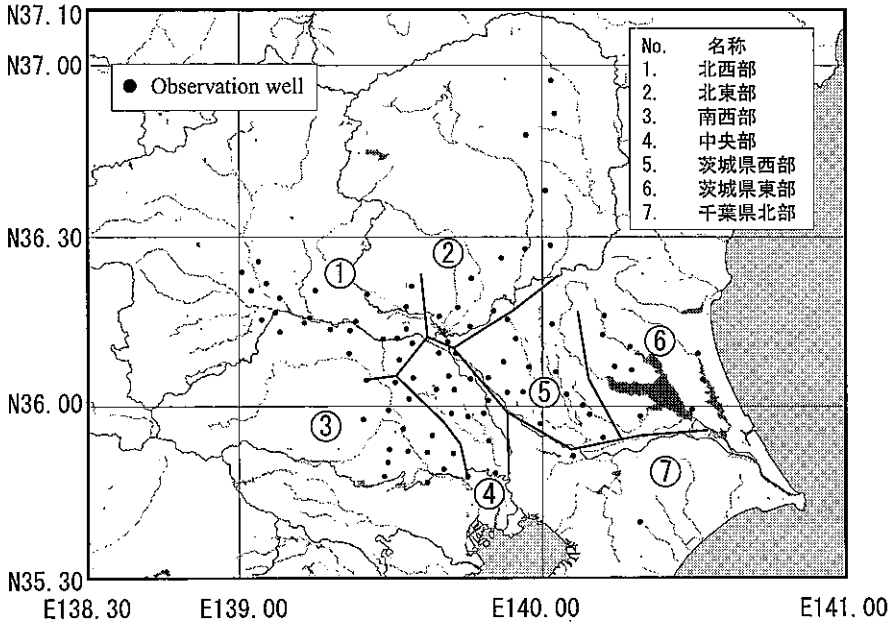 N37.10
N37.00
N36.30
N36.00
N35.30
E138.30
E139.00
E140.00
E141.00
● Observation well
No. 名称
1. 北西部
2. 北東部
3. 南西部
4. 中央部
5. 茨城県西部
6. 茨城県東部
7. 千葉県北部
①
②
③
④
⑤
⑥
⑦